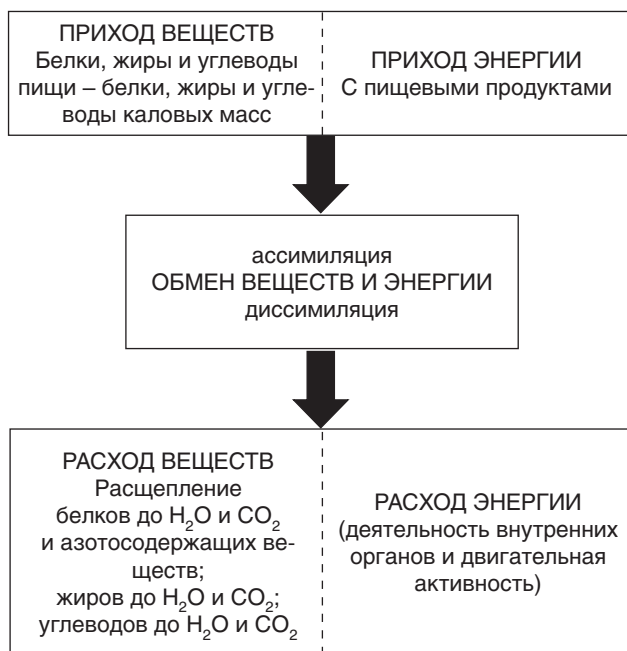 ПРИХОД ВЕЩЕСТВ
Белки, жиры и углеводы
пищи – белки, жиры и угле-
воды каловых масс
ПРИХОД ЭНЕРГИИ
С пищевыми продуктами
ассимиляция
ОБМЕН ВЕЩЕСТВ И ЭНЕРГИИ
диссимиляция
РАСХОД ВЕЩЕСТВ
Расщепление
белков до H₂O и CO₂
и азотосодержащих ве-
ществ;
жиров до H₂O и CO₂;
углеводов до H₂O и CO₂
РАСХОД ЭНЕРГИИ
(деятельность внутренних
органов и двигательная
активность)